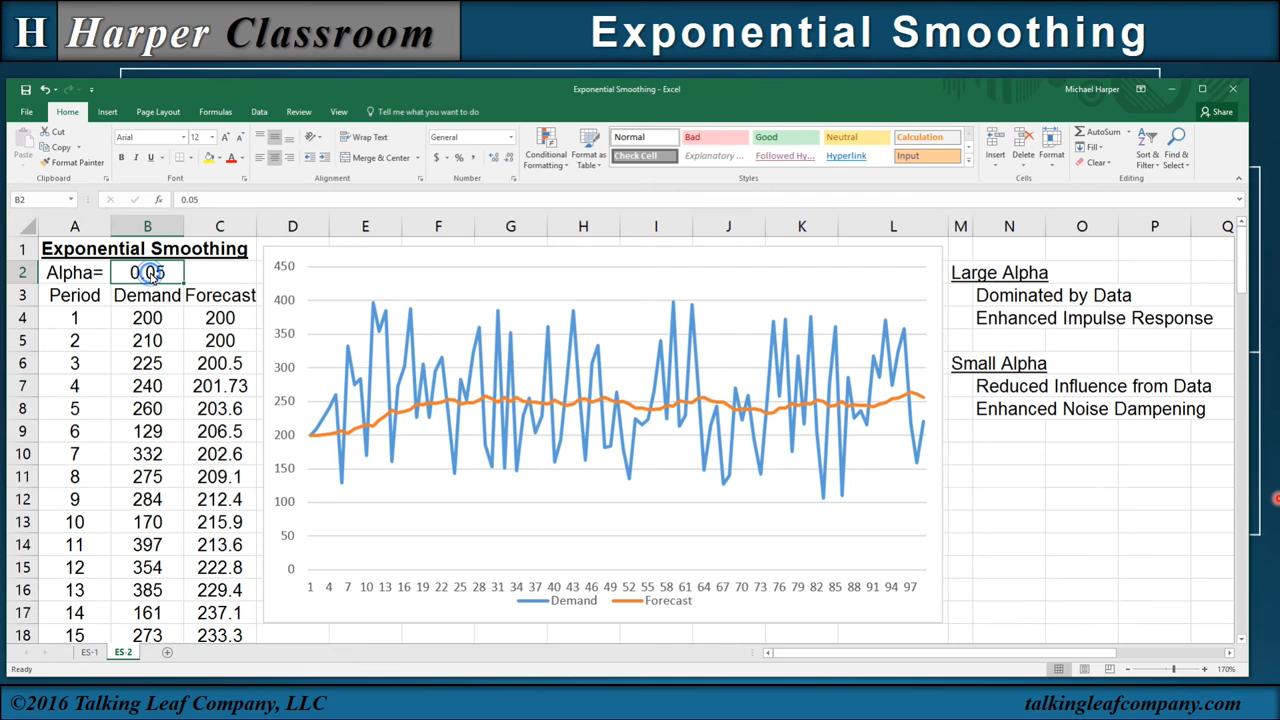 H Harper Classroom
Exponential Smoothing
Exponential Smoothing - Excel
Michael Harper
File Home Insert Page Layout Formulas Data Review View Tell me what you want to do
Share
Paste
Cut
Copy
Format Painter
Clipboard
Arial 12
B I U
Font
Wrap Text
Merge & Center
Alignment
General
$ % ,
Number
Conditional Formatting
Format as Table
Normal Bad Good Neutral Calculation
Check Cell Explanatory ... Followed Hy... Hyperlink Input
Styles
Insert Delete Format
Cells
AutoSum
Fill
Clear
Sort & Filter
Find & Select
Editing
B2 fx 0.05
A B C D E F G H I J K L M N O P Q
1 Exponential Smoothing
2 Alpha= 0.05
3 Period Demand Forecast
4 1 200 200
5 2 210 200
6 3 225 200.5
7 4 240 201.73
8 5 260 203.6
9 6 129 206.5
10 7 332 202.6
11 8 275 209.1
12 9 284 212.4
13 10 170 215.9
14 11 397 213.6
15 12 354 222.8
16 13 385 229.4
17 14 161 237.1
18 15 273 233.3
450
400
350
300
250
200
150
100
50
0
1 4 7 10 13 16 19 22 25 28 31 34 37 40 43 46 49 52 55 58 61 64 67 70 73 76 79 82 85 88 91 94 97
Demand Forecast
Large Alpha
Dominated by Data
Enhanced Impulse Response
Small Alpha
Reduced Influence from Data
Enhanced Noise Dampening
ES-1 ES-2
Ready
170%
©2016 Talking Leaf Company, LLC
talkingleafcompany.com